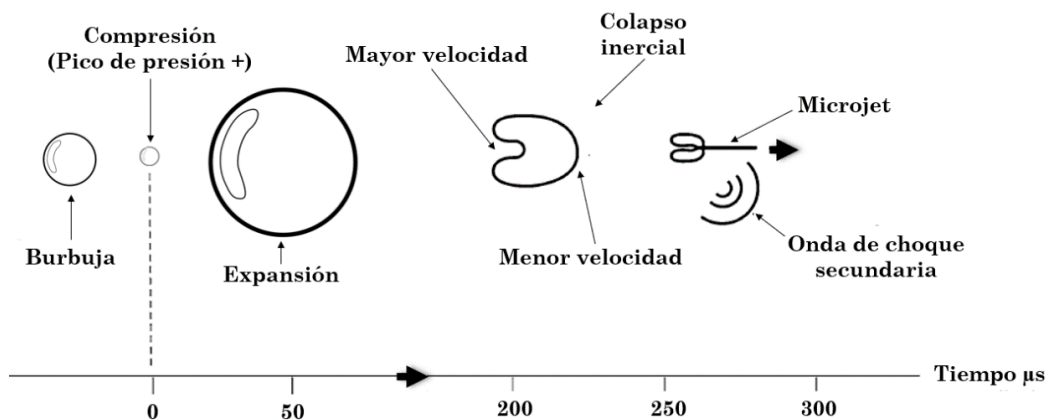 Compresión
(Pico de presión +)
Colapso
inercial
Mayor velocidad
Microjet
Burbuja
Expansión
Menor velocidad
Onda de choque
secundaria
Tiempo µs
0
50
200
250
300